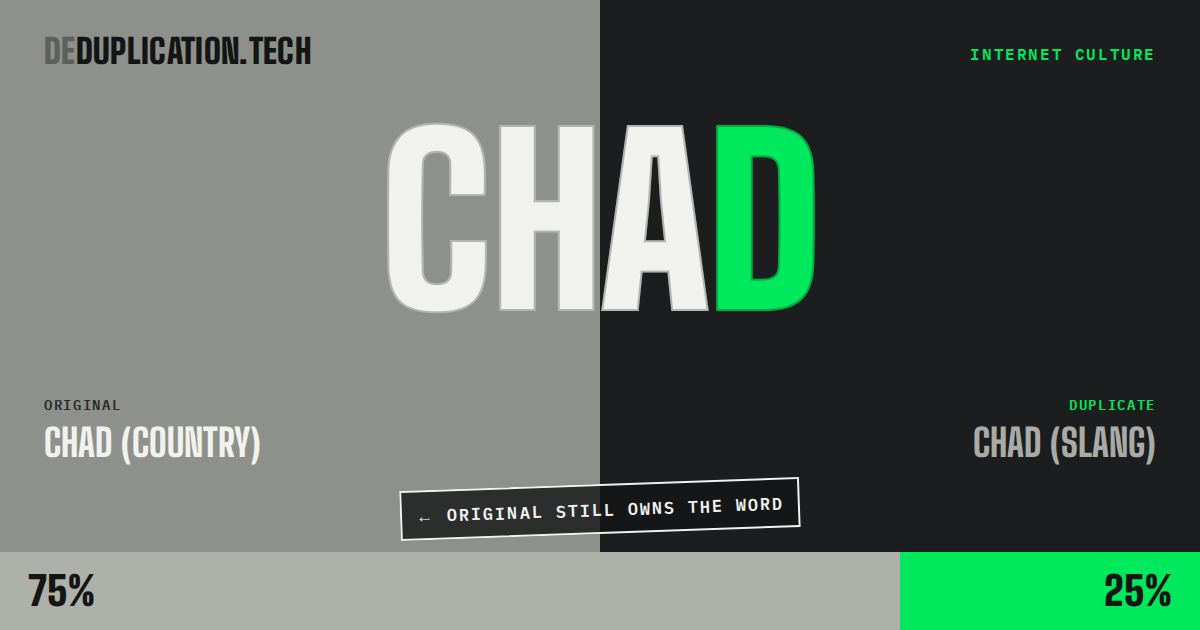 DEDUPLICATION.TECH
INTERNET CULTURE
CHAD
ORIGINAL
CHAD (COUNTRY)
DUPLICATE
CHAD (SLANG)
← ORIGINAL STILL OWNS THE WORD
75%
25%